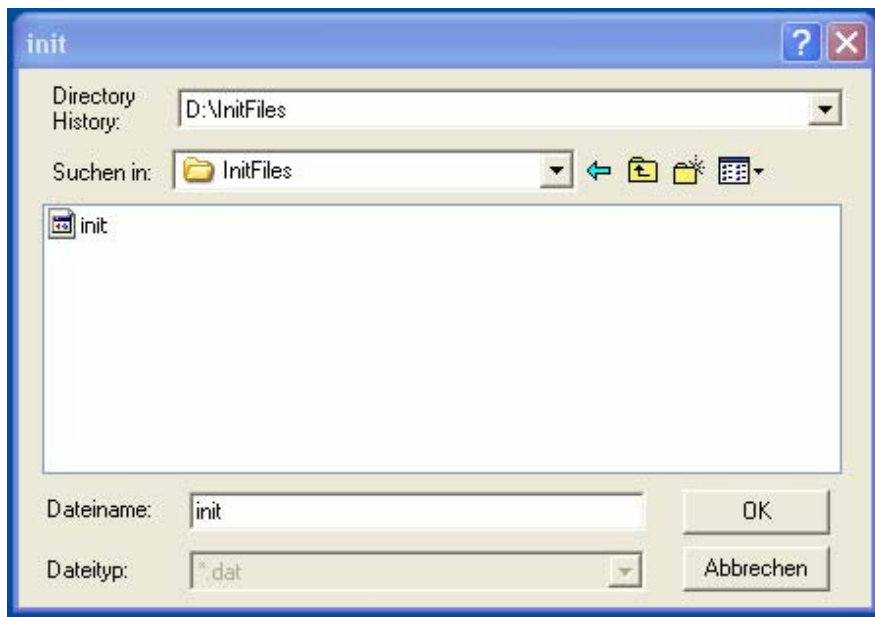 init
?
Directory
History:
D:\InitFiles
Suchen in:
InitFiles
init
Dateiname:
init
OK
Dateityp:
*.dat
Abbrechen